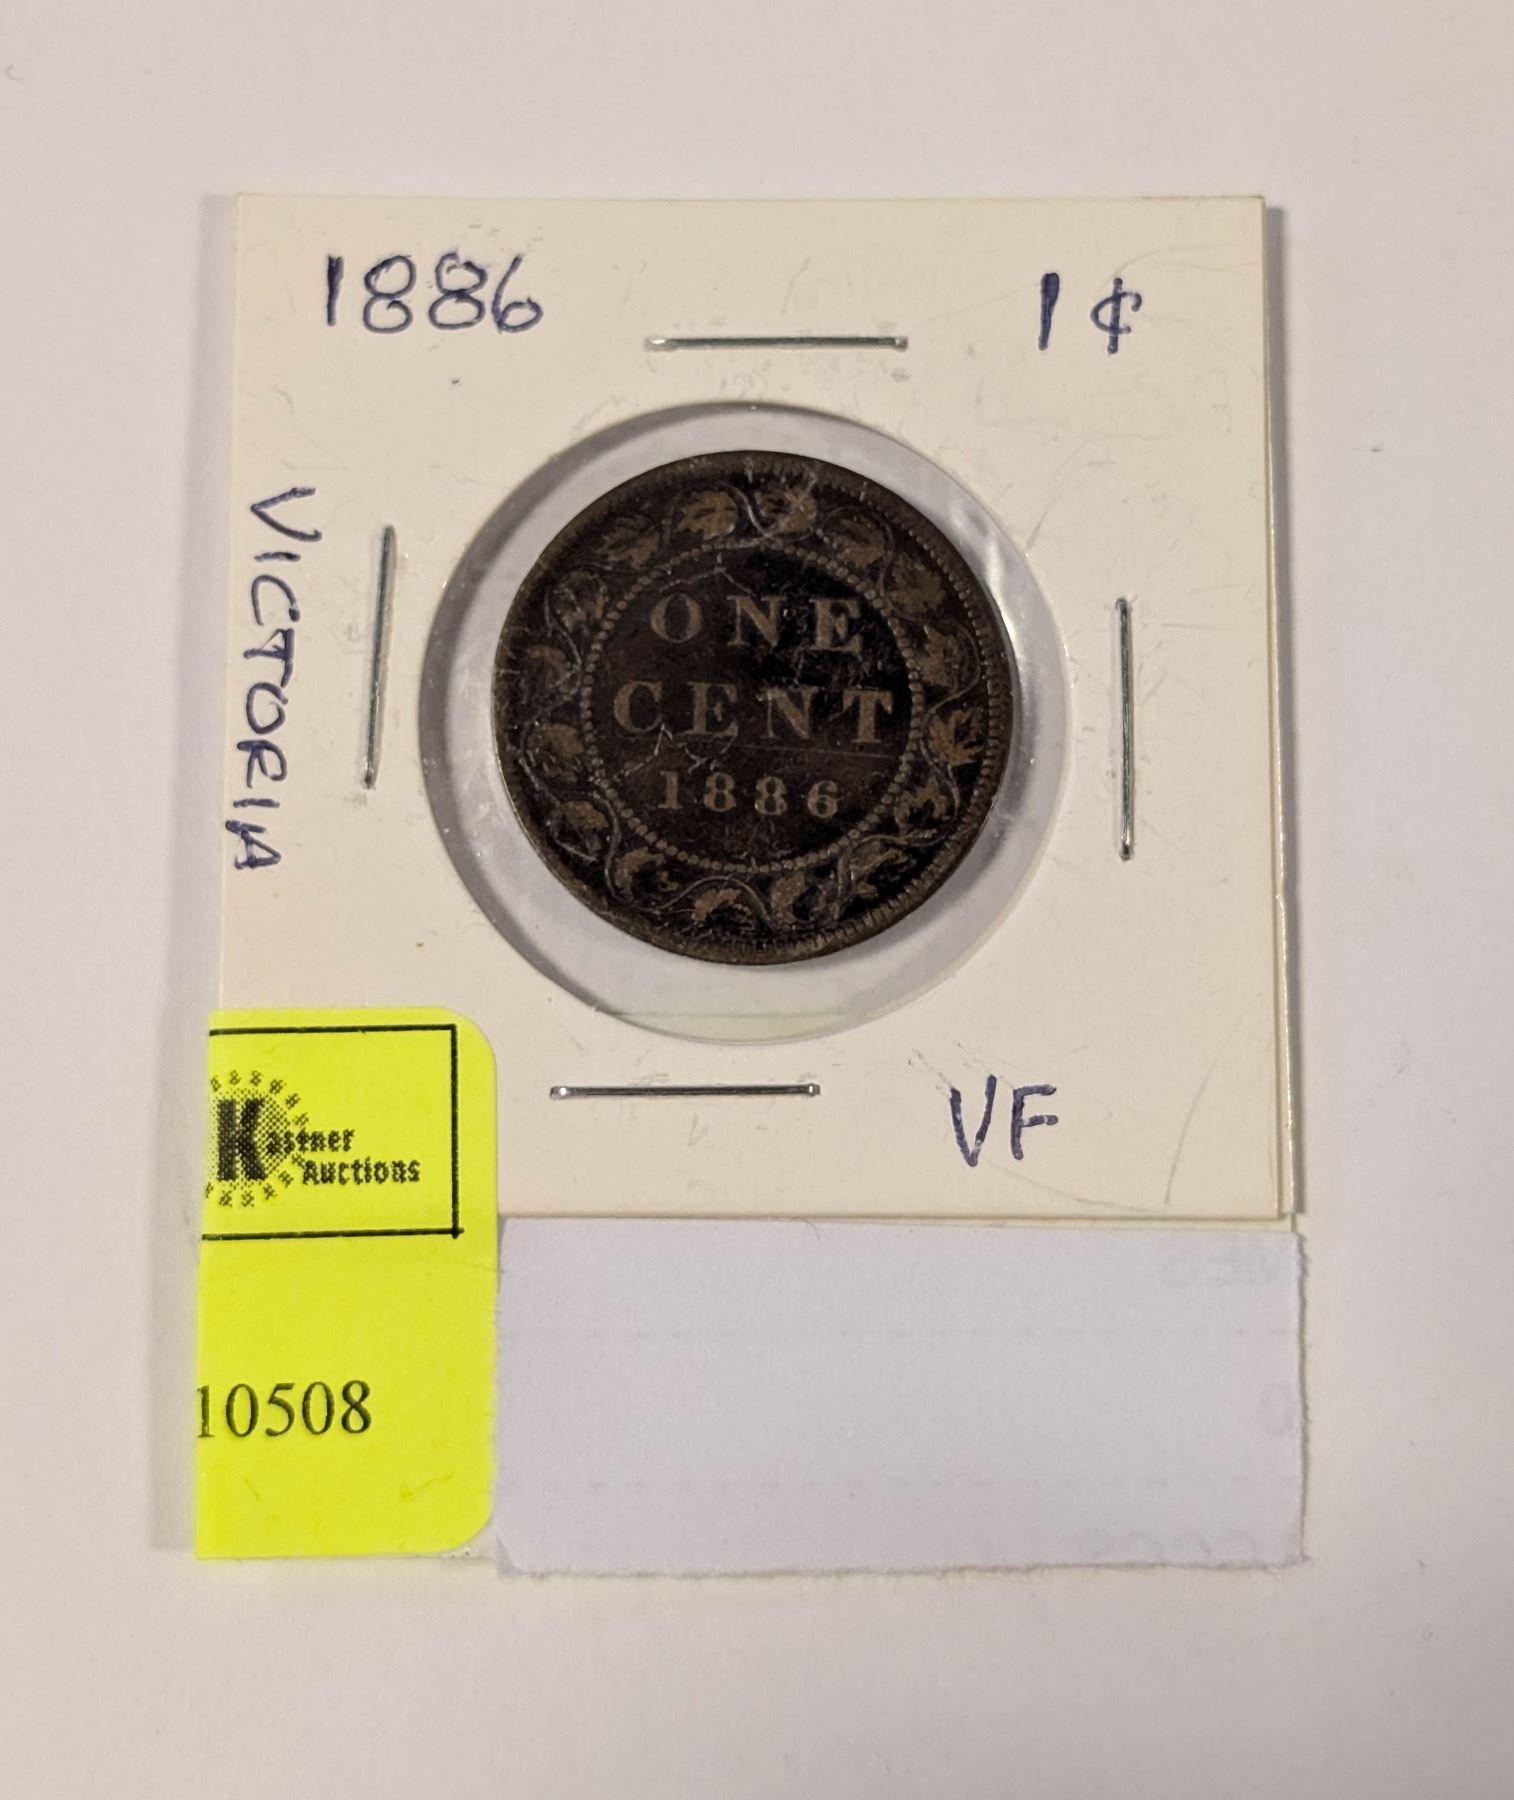 1886
1¢
VICTORIA
ONE
CENT
1886
VF
Kastner
Auctions
10508